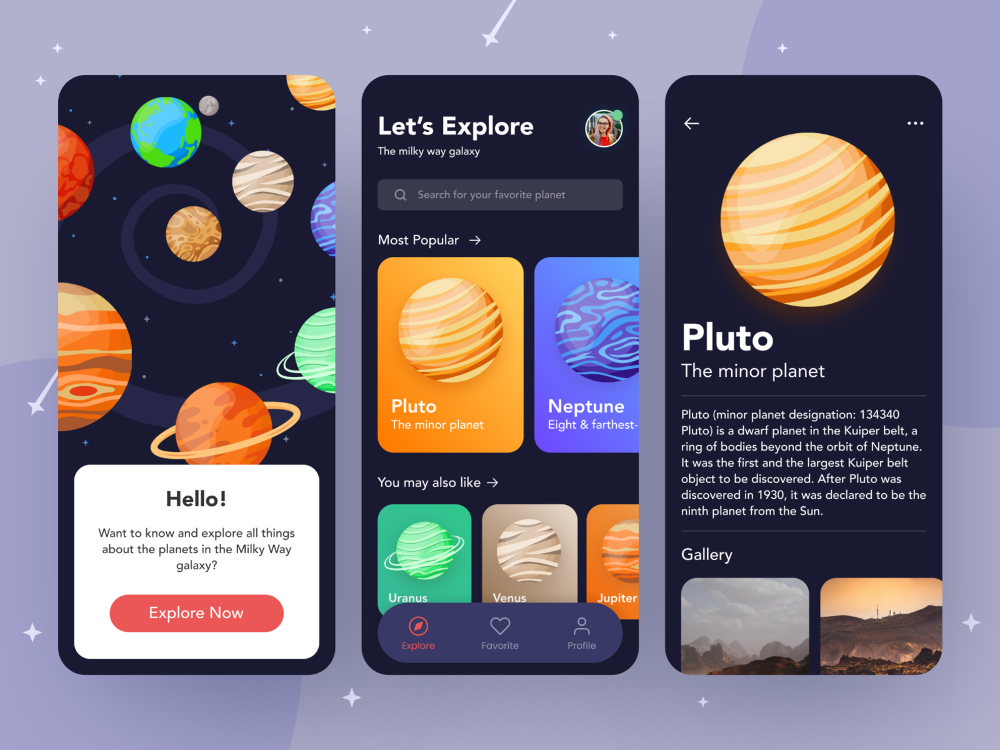 Hello!
Want to know and explore all things
about the planets in the Milky Way
galaxy?
Explore Now
Let's Explore
The milky way galaxy
Search for your favorite planet
Most Popular
Pluto
The minor planet
Neptune
Eight & farthest-
You may also like
Uranus
Venus
Jupiter
Explore
Favorite
Profile
Pluto
The minor planet
Pluto (minor planet designation: 134340
Pluto) is a dwarf planet in the Kuiper belt, a
ring of bodies beyond the orbit of Neptune.
It was the first and the largest Kuiper belt
object to be discovered. After Pluto was
discovered in 1930, it was declared to be the
ninth planet from the Sun.
Gallery